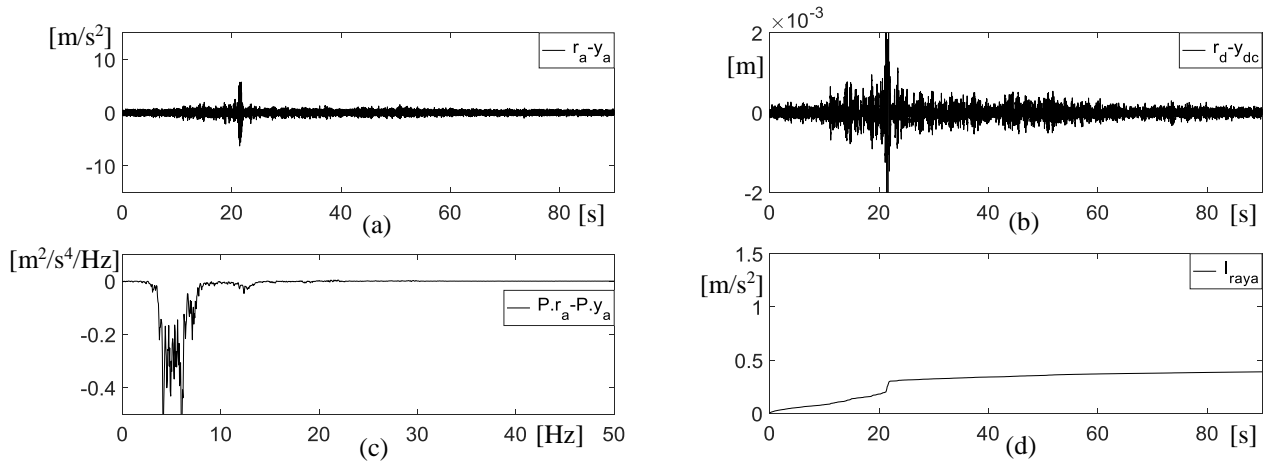 [m/s²]
10
0
-10
r_a-y_a
0 20 40 60 80 [s]
(a)
×10⁻³
2
[m]
0
-2
r_d-y_dc
0 20 40 60 80 [s]
(b)
[m²/s⁴/Hz]
0
-0.2
-0.4
P.r_a-P.y_a
0 10 20 30 40 [Hz] 50
(c)
1.5
[m/s²]
1
0.5
0
I_raya
0 20 40 60 80 [s]
(d)